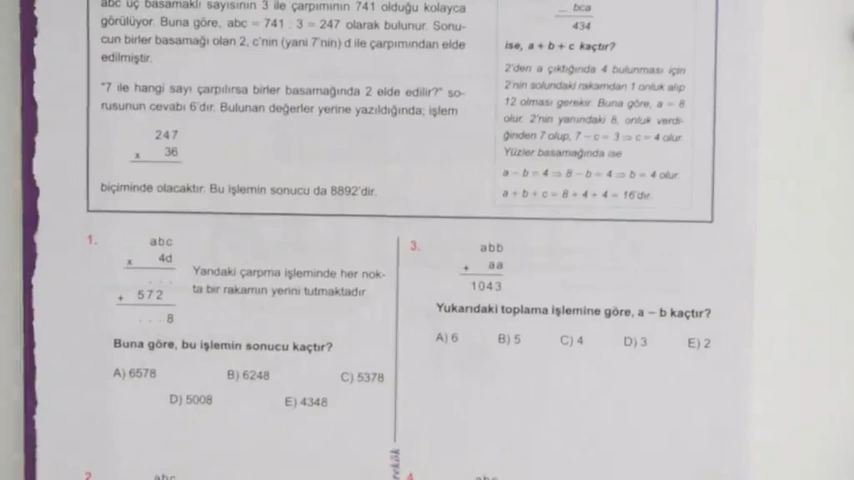 abc üç basamaklı sayısının 3 ile çarpımının 741 olduğu kolayca
görülüyor. Buna göre, abc = 741 : 3 = 247 olarak bulunur. Sonu-
cun birler basamağı olan 2, c'nin (yani 7'nin) d ile çarpımından elde
edilmiştir.
"7 ile hangi sayı çarpılırsa birler basamağında 2 elde edilir?" so-
rusunun cevabı 6'dır. Bulunan değerler yerine yazıldığında; işlem
247
x 36
biçiminde olacaktır. Bu işlemin sonucu da 8892'dir.
– bca
434
ise, a + b + c kaçtır?
2'den a çıktığında 4 bulunması için
2'nin solundaki rakamdan 1 onluk alıp
12 olması gerekir. Buna göre, a = 8
olur. 2'nin yanındaki 8, onluk verdi-
ğinden 7 olup, 7 – c = 3 ⇒ c = 4 olur.
Yüzler basamağında ise
a – b = 4 ⇒ 8 – b = 4 ⇒ b = 4 olur.
a + b + c = 8 + 4 + 4 = 16'dır.
1.
abc
x 4d
. . .
+ 572
. . . 8
Yandaki çarpma işleminde her nok-
ta bir rakamın yerini tutmaktadır.
Buna göre, bu işlemin sonucu kaçtır?
A) 6578 B) 6248 C) 5378
D) 5008 E) 4348
3.
abb
+ aa
1043
Yukarıdaki toplama işlemine göre, a – b kaçtır?
A) 6 B) 5 C) 4 D) 3 E) 2
2. abc
4. abc